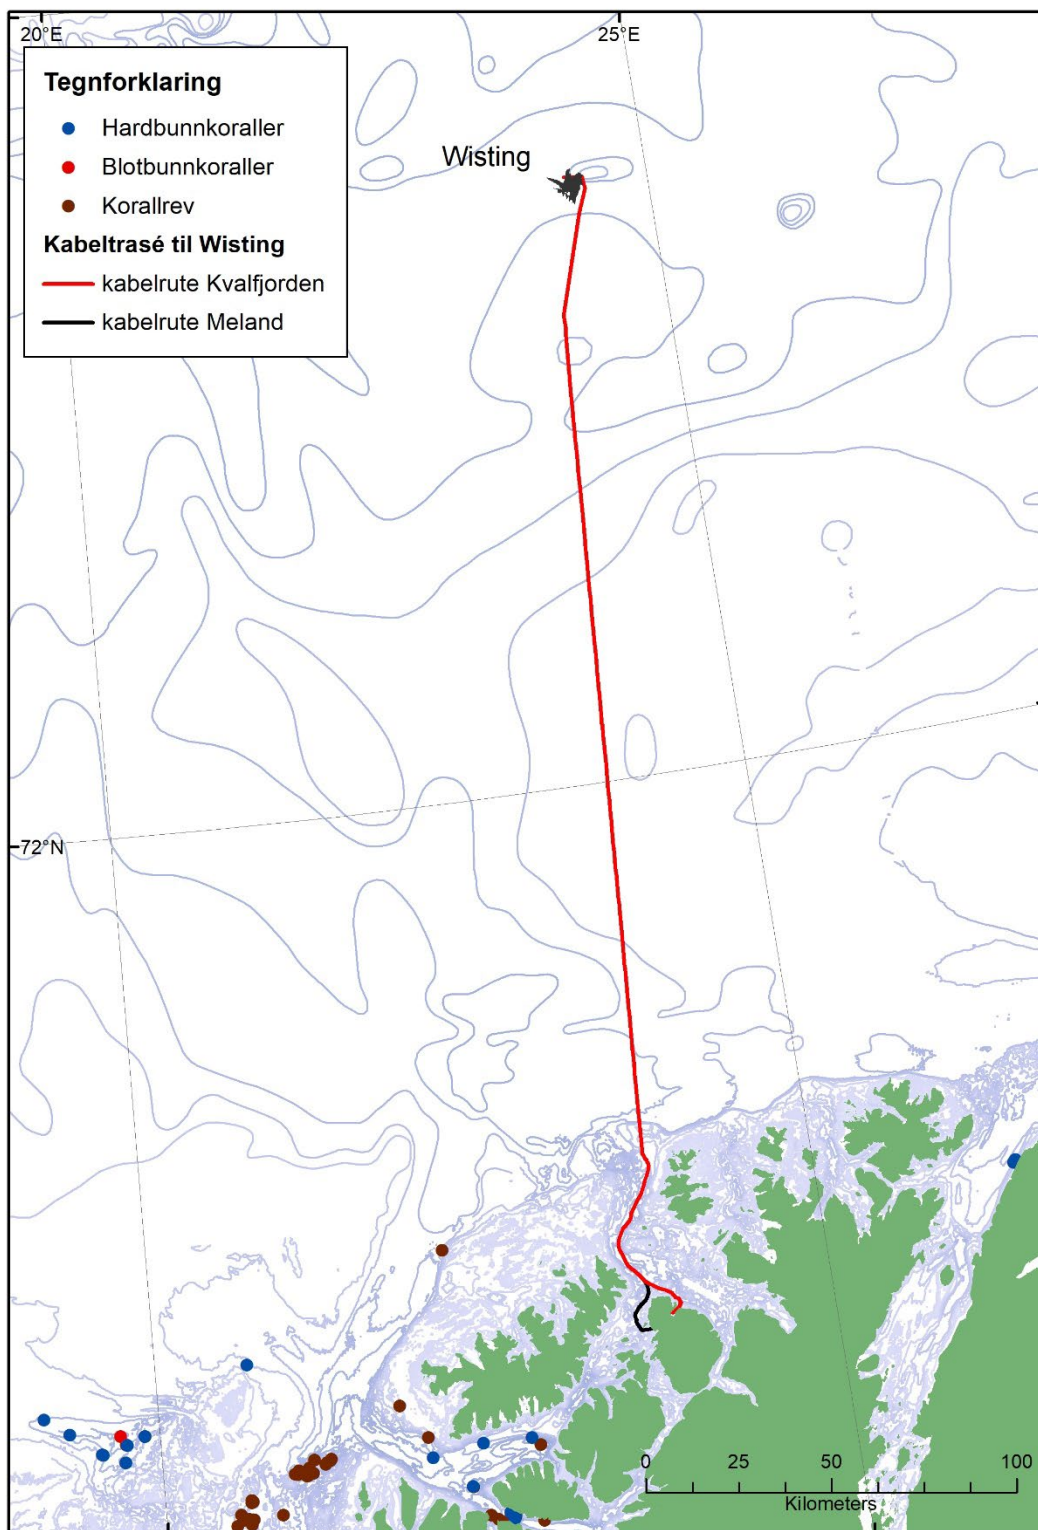 20°E
25°E
Tegnforklaring
Hardbunnkoraller
Blotbunnkoraller
Korallrev
Kabeltrasé til Wisting
kabelrute Kvalfjorden
kabelrute Meland
Wisting
72°N
0 25 50 100
Kilometers